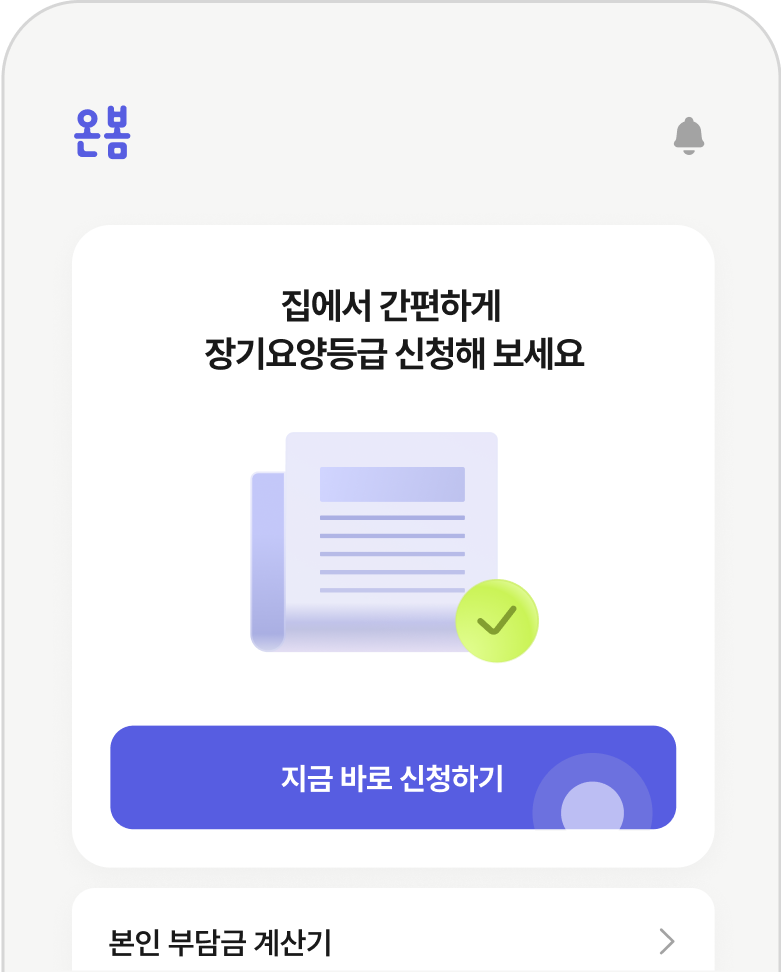 온봄
집에서 간편하게
장기요양등급 신청해 보세요
지금 바로 신청하기
본인 부담금 계산기